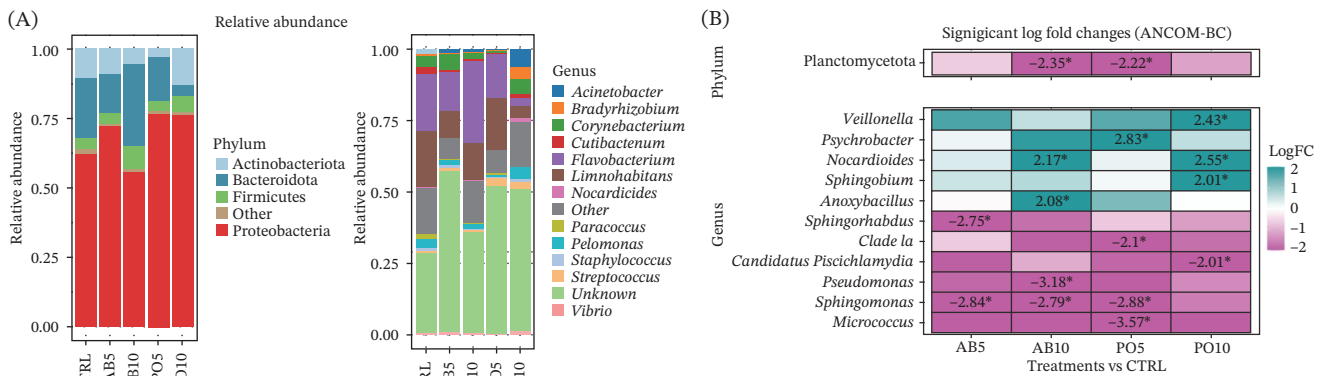 (A)
Relative abundance
Relative abundance
1.00
0.75
0.50
0.25
0.00
AB5
AB10
PO5
Phylum
Actinobacteriota
Bacteroidota
Firmicutes
Other
Proteobacteria
Relative abundance
1.00
0.75
0.50
0.25
0.00
Genus
Acinetobacter
Bradyrhizobium
Corynebacterium
Cutibactenum
Flavobacterium
Limnohabitans
Nocardicides
Other
Paracoccus
Pelomonas
Staphylococcus
Streptococcus
Unknown
Vibrio
(B)
Signigicant log fold changes (ANCOM-BC)
Phylum
Planctomycetota −2.35* −2.22*
Genus
Veillonella 2.43*
Psychrobacter 2.83*
Nocardioides 2.17* 2.55*
Sphingobium 2.01*
Anoxybacillus 2.08*
Sphingorhabdus −2.75*
Clade la −2.1*
Candidatus Piscichlamydia −2.01*
Pseudomonas −3.18*
Sphingomonas −2.84* −2.79* −2.88*
Micrococcus −3.57*
AB5 AB10 PO5 PO10
Treatments vs CTRL
LogFC
2
1
0
−1
−2